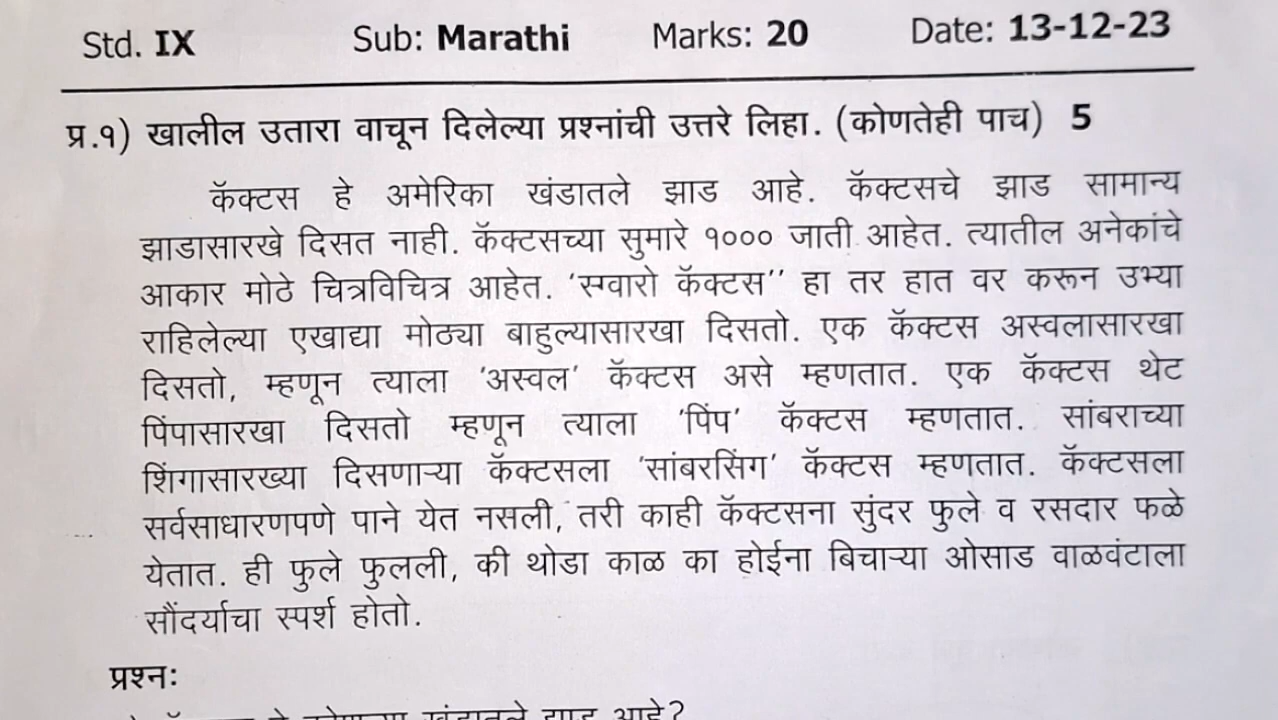 Std. IX Sub: Marathi Marks: 20 Date: 13-12-23
प्र.१) खालील उतारा वाचून दिलेल्या प्रश्नांची उत्तरे लिहा. (कोणतेही पाच) 5
कॅक्टस हे अमेरिका खंडातले झाड आहे. कॅक्टसचे झाड सामान्य
झाडासारखे दिसत नाही. कॅक्टसच्या सुमारे १००० जाती आहेत. त्यातील अनेकांचे
आकार मोठे चित्रविचित्र आहेत. ‘स्ग्वारो कॅक्टस’’ हा तर हात वर करून उभ्या
राहिलेल्या एखाद्या मोठ्या बाहुल्यासारखा दिसतो. एक कॅक्टस अस्वलासारखा
दिसतो, म्हणून त्याला ‘अस्वल’ कॅक्टस असे म्हणतात. एक कॅक्टस थेट
पिंपासारखा दिसतो म्हणून त्याला ‘पिंप’ कॅक्टस म्हणतात. सांबराच्या
शिंगासारख्या दिसणाऱ्या कॅक्टसला ‘सांबरसिंग’ कॅक्टस म्हणतात. कॅक्टसला
सर्वसाधारणपणे पाने येत नसली, तरी काही कॅक्टसना सुंदर फुले व रसदार फळे
येतात. ही फुले फुलली, की थोडा काळ का होईना बिचाऱ्या ओसाड वाळवंटाला
सौंदर्याचा स्पर्श होतो.
प्रश्नः
खंडातले झाड आहे?